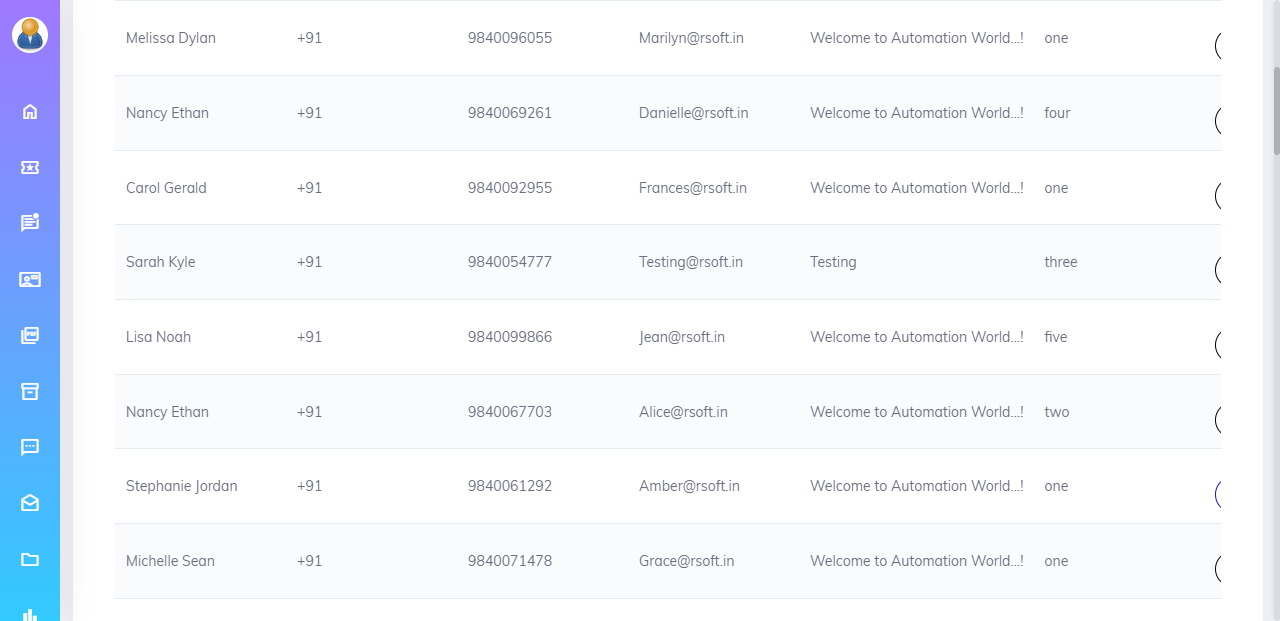 Melissa Dylan +91 9840096055 Marilyn@rsoft.in Welcome to Automation World...! one
Nancy Ethan +91 9840069261 Danielle@rsoft.in Welcome to Automation World...! four
Carol Gerald +91 9840092955 Frances@rsoft.in Welcome to Automation World...! one
Sarah Kyle +91 9840054777 Testing@rsoft.in Testing three
Lisa Noah +91 9840099866 Jean@rsoft.in Welcome to Automation World...! five
Nancy Ethan +91 9840067703 Alice@rsoft.in Welcome to Automation World...! two
Stephanie Jordan +91 9840061292 Amber@rsoft.in Welcome to Automation World...! one
Michelle Sean +91 9840071478 Grace@rsoft.in Welcome to Automation World...! one